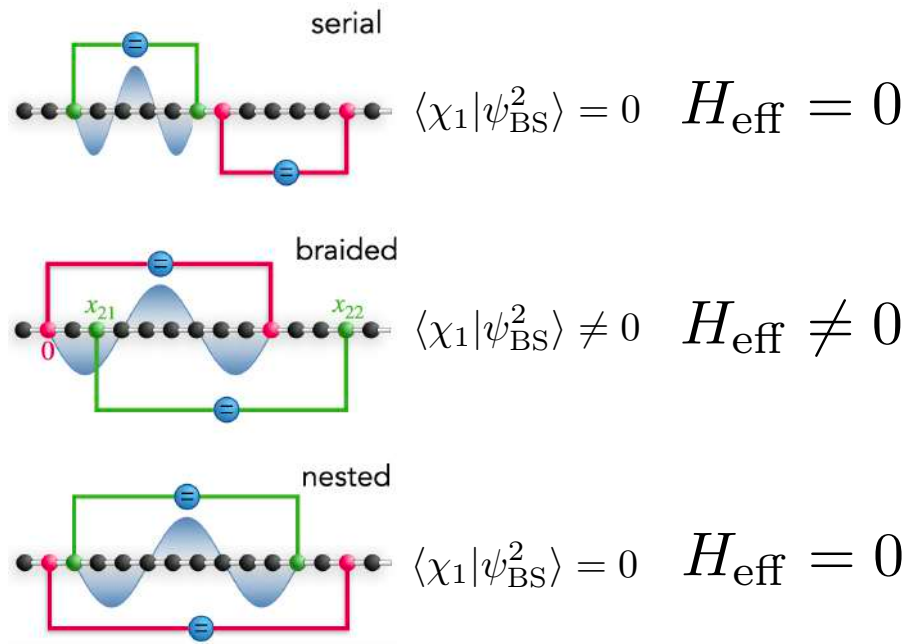 serial
=
⟨χ₁|ψ²_BS⟩ = 0 H_eff = 0
=
braided
=
x₂₁ x₂₂
0
⟨χ₁|ψ²_BS⟩ ≠ 0 H_eff ≠ 0
=
nested
=
⟨χ₁|ψ²_BS⟩ = 0 H_eff = 0
=